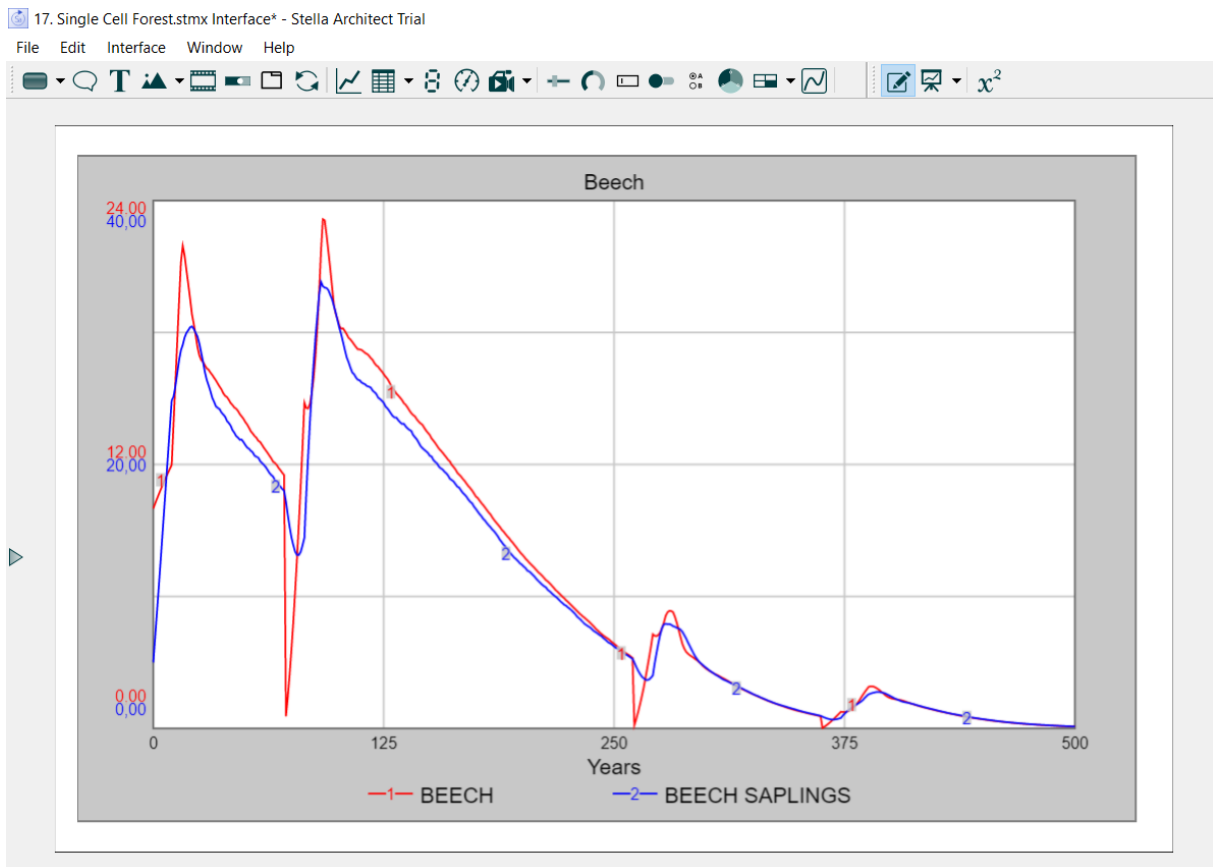 17. Single Cell Forest.stmx Interface* - Stella Architect Trial
File Edit Interface Window Help
T x²
Beech
24,00
40,00
1
1
12,00
20,00
2
2
1
0,00
0,00
2
1
2
0 125 250 375 500
Years
1 BEECH 2 BEECH SAPLINGS